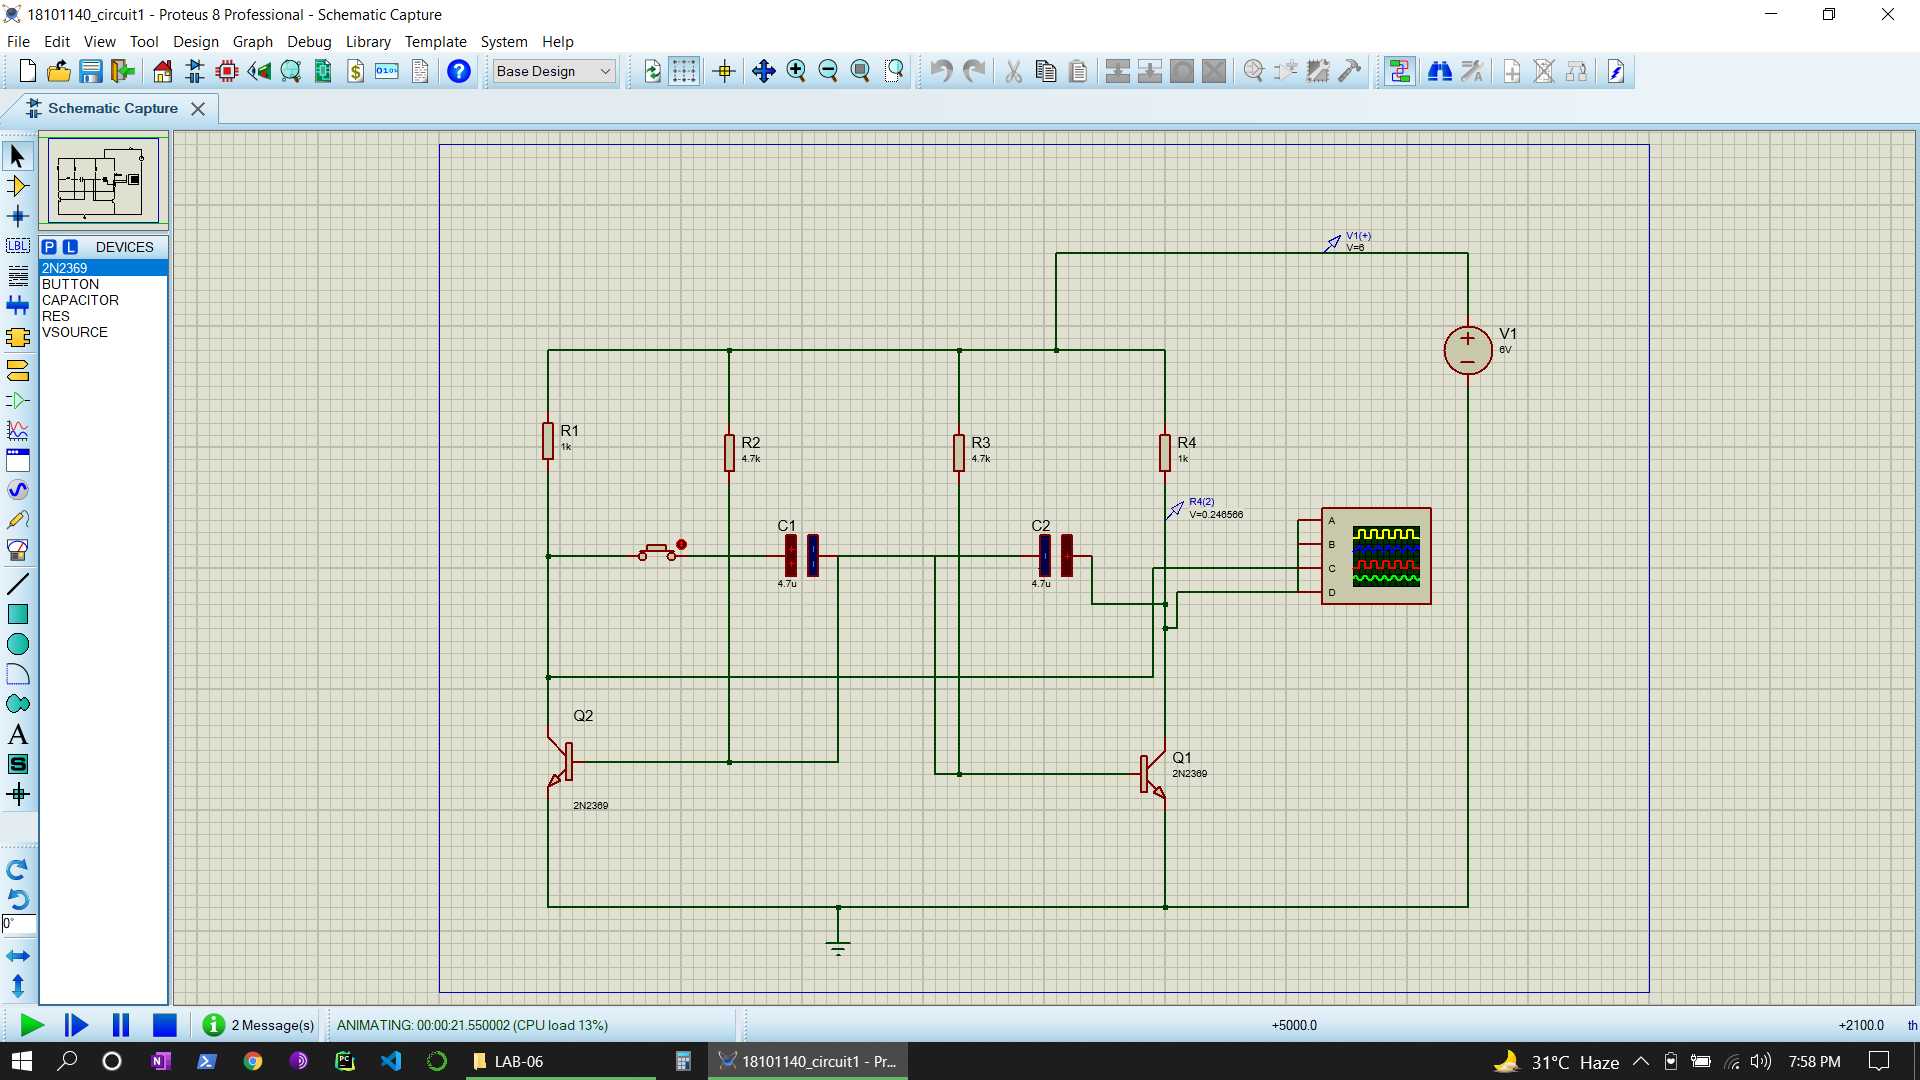 18101140_circuit1 - Proteus 8 Professional - Schematic Capture
File Edit View Tool Design Graph Debug Library Template System Help
Base Design
Schematic Capture
P L DEVICES
2N2369
BUTTON
CAPACITOR
RES
VSOURCE
LBL
A
S
0°
V1(+)
V=6
V1
6V
R1
1k
R2
4.7k
R3
4.7k
R4
1k
R4(2)
V=0.246566
C1
4.7u
C2
4.7u
A
B
C
D
Q2
2N2369
Q1
2N2369
2 Message(s) ANIMATING: 00:00:21.550002 (CPU load 13%) +5000.0 +2100.0 th
LAB-06 18101140_circuit1 - Pr... 31°C Haze 7:58 PM